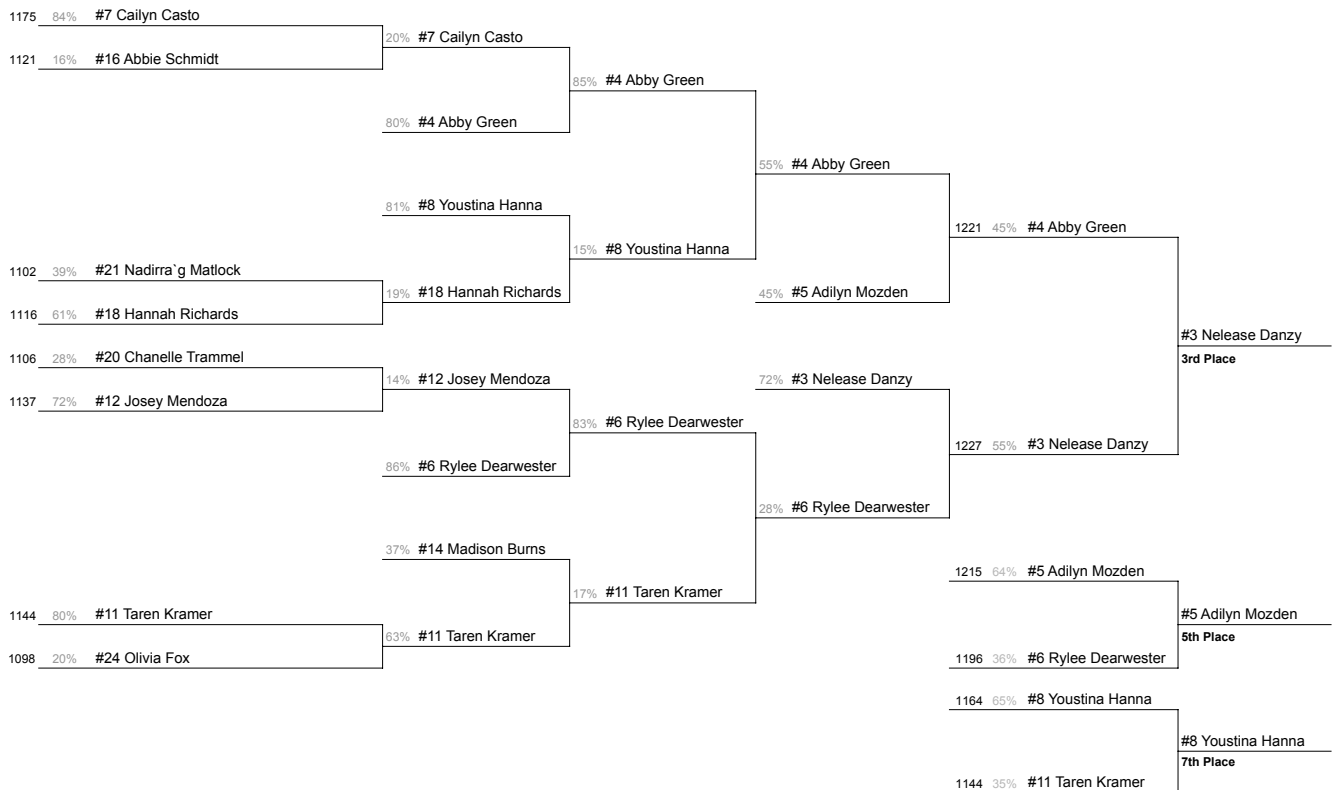 1175 84% #7 Cailyn Casto
20% #7 Cailyn Casto
1121 16% #16 Abbie Schmidt
85% #4 Abby Green
80% #4 Abby Green
55% #4 Abby Green
81% #8 Youstina Hanna
1221 45% #4 Abby Green
15% #8 Youstina Hanna
1102 39% #21 Nadirra`g Matlock
19% #18 Hannah Richards
45% #5 Adilyn Mozden
1116 61% #18 Hannah Richards
#3 Nelease Danzy
3rd Place
1106 28% #20 Chanelle Trammel
14% #12 Josey Mendoza
72% #3 Nelease Danzy
1137 72% #12 Josey Mendoza
83% #6 Rylee Dearwester
1227 55% #3 Nelease Danzy
86% #6 Rylee Dearwester
28% #6 Rylee Dearwester
37% #14 Madison Burns
1215 64% #5 Adilyn Mozden
17% #11 Taren Kramer
1144 80% #11 Taren Kramer
#5 Adilyn Mozden
63% #11 Taren Kramer
5th Place
1098 20% #24 Olivia Fox
1196 36% #6 Rylee Dearwester
1164 65% #8 Youstina Hanna
#8 Youstina Hanna
7th Place
1144 35% #11 Taren Kramer